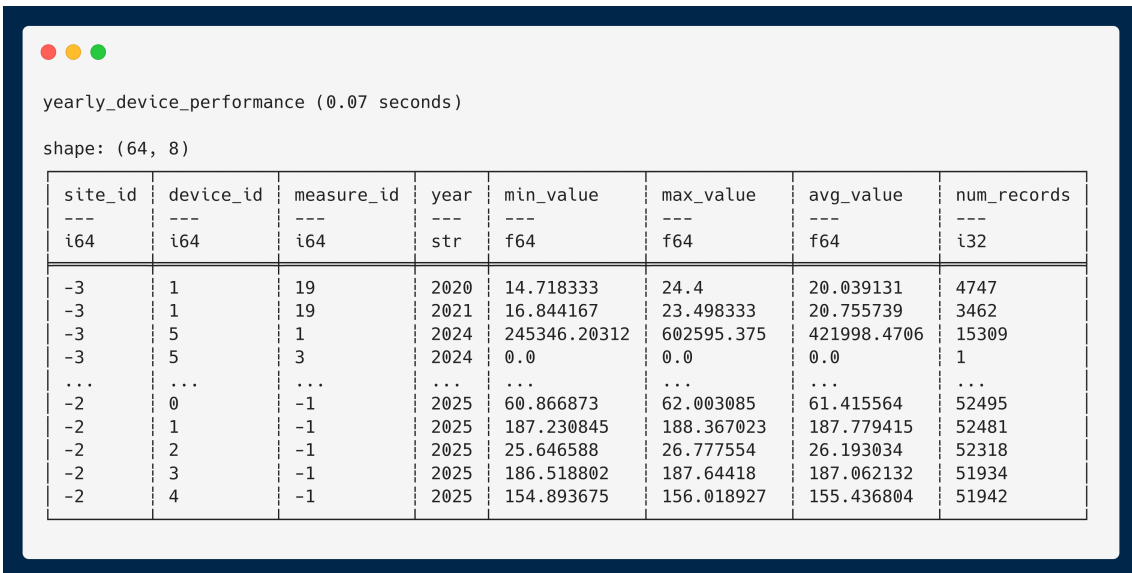 yearly_device_performance (0.07 seconds)
shape: (64, 8)
site_id device_id measure_id year min_value max_value avg_value num_records
--- --- --- --- --- --- --- ---
i64 i64 i64 str f64 f64 f64 i32
-3 1 19 2020 14.718333 24.4 20.039131 4747
-3 1 19 2021 16.844167 23.498333 20.755739 3462
-3 5 1 2024 245346.20312 602595.375 421998.4706 15309
-3 5 3 2024 0.0 0.0 0.0 1
... ... ... ... ... ... ... ...
-2 0 -1 2025 60.866873 62.003085 61.415564 52495
-2 1 -1 2025 187.230845 188.367023 187.779415 52481
-2 2 -1 2025 25.646588 26.777554 26.193034 52318
-2 3 -1 2025 186.518802 187.64418 187.062132 51934
-2 4 -1 2025 154.893675 156.018927 155.436804 51942